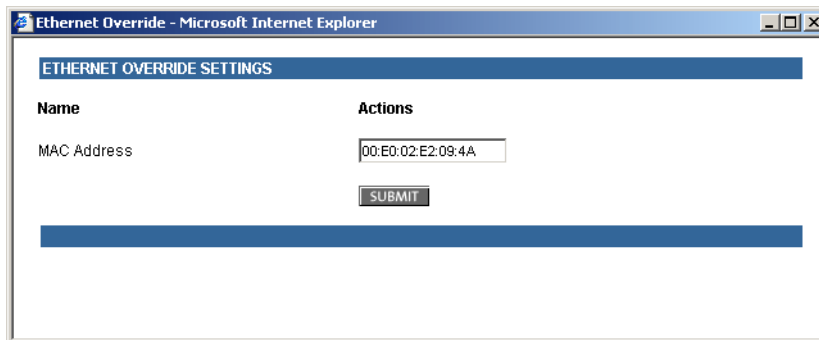 Ethernet Override - Microsoft Internet Explorer
ETHERNET OVERRIDE SETTINGS
Name Actions
MAC Address 00:E0:02:E2:09:4A
SUBMIT